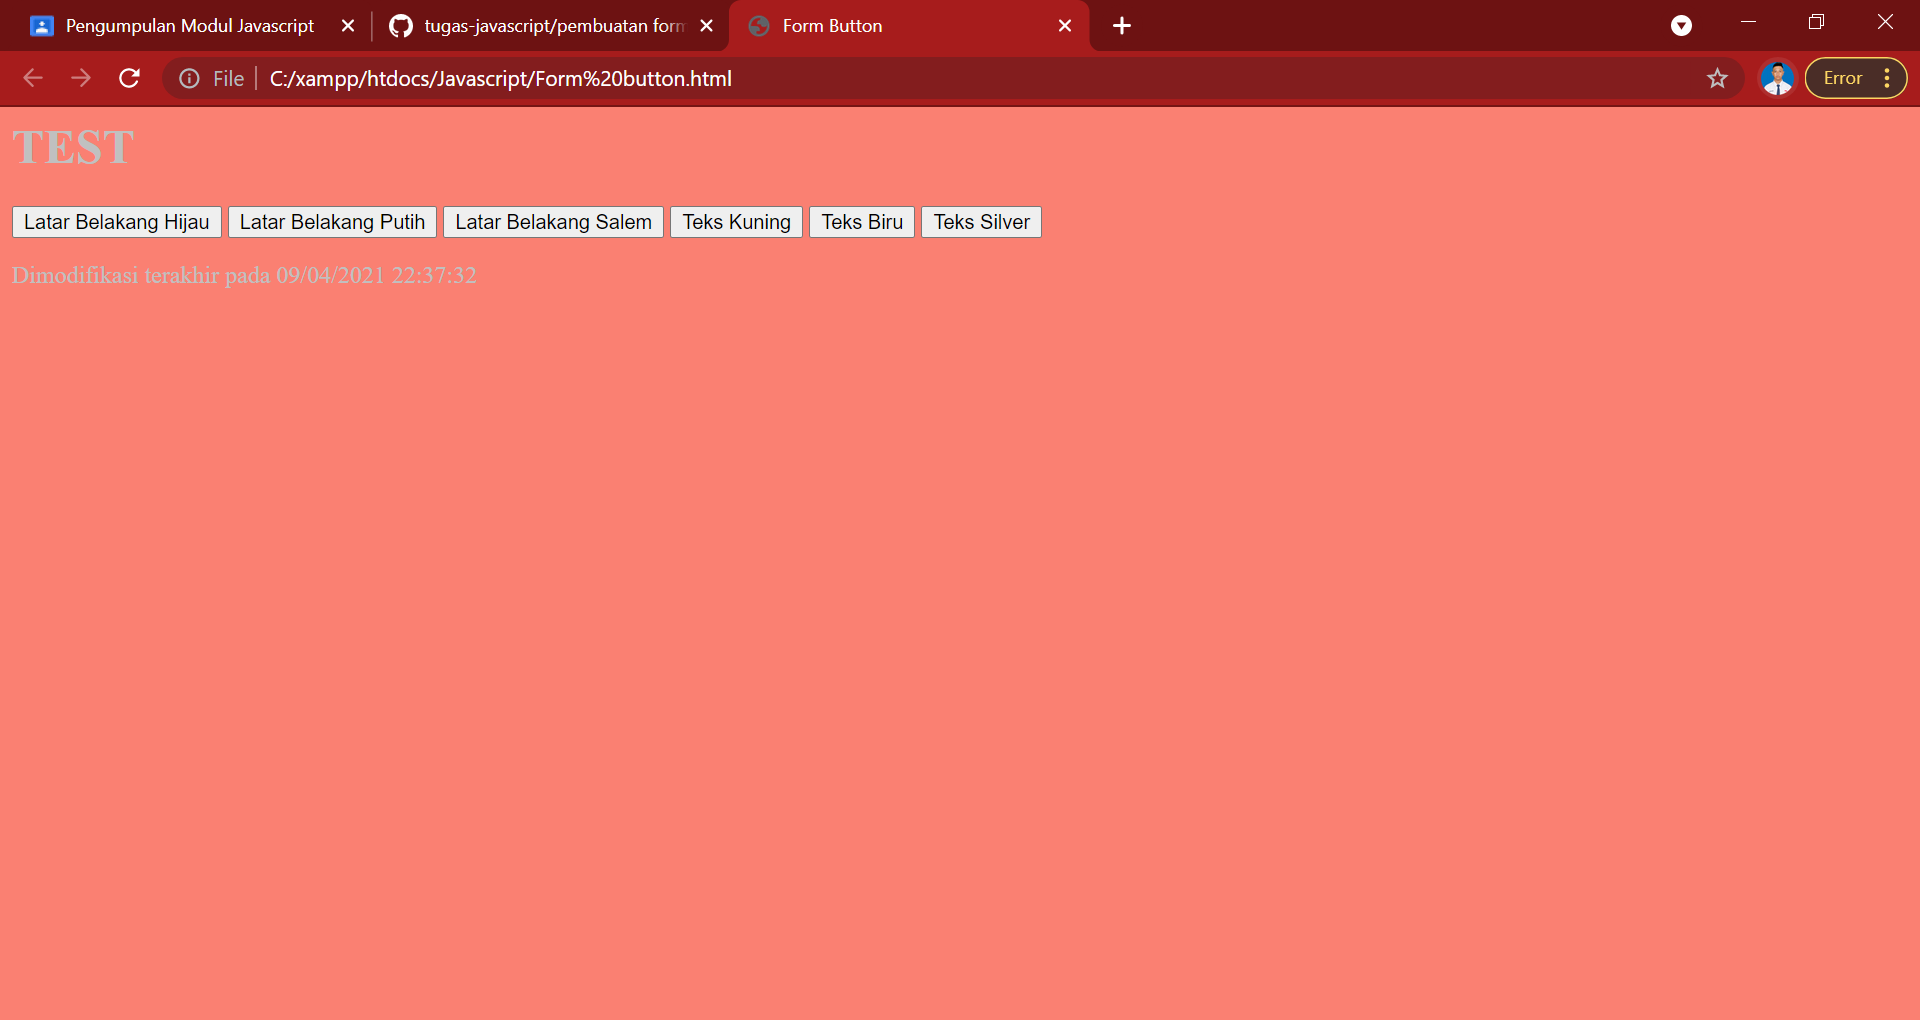 Pengumpulan Modul Javascript
tugas-javascript/pembuatan form
Form Button
File
C:/xampp/htdocs/Javascript/Form%20button.html
Error
TEST
Latar Belakang Hijau Latar Belakang Putih Latar Belakang Salem Teks Kuning Teks Biru Teks Silver
Dimodifikasi terakhir pada 09/04/2021 22:37:32